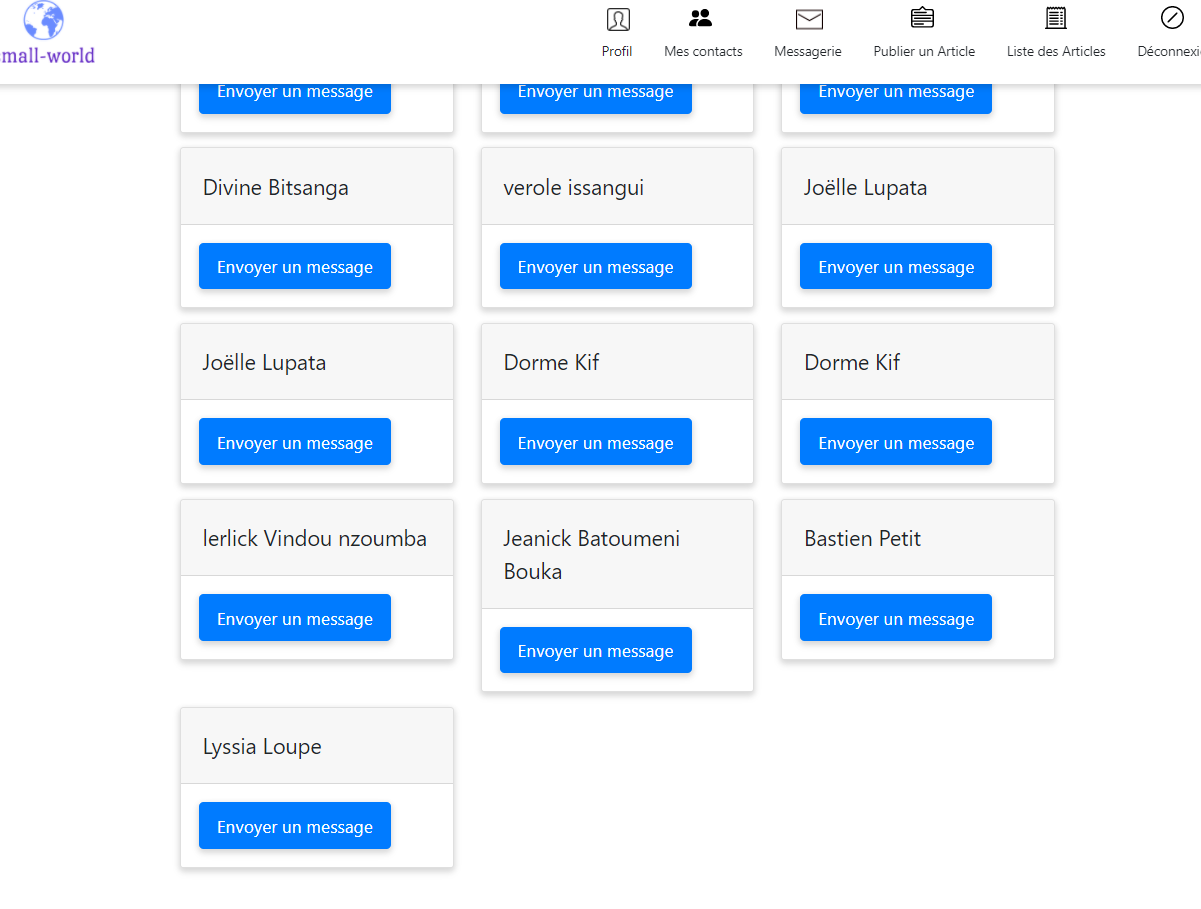 mall-world
Profil
Mes contacts
Messagerie
Publier un Article
Liste des Articles
Déconnexi
Envoyer un message
Envoyer un message
Envoyer un message
Divine Bitsanga
verole issangui
Joëlle Lupata
Envoyer un message
Envoyer un message
Envoyer un message
Joëlle Lupata
Dorme Kif
Dorme Kif
Envoyer un message
Envoyer un message
Envoyer un message
lerlick Vindou nzoumba
Jeanick Batoumeni
Bouka
Bastien Petit
Envoyer un message
Envoyer un message
Envoyer un message
Lyssia Loupe
Envoyer un message